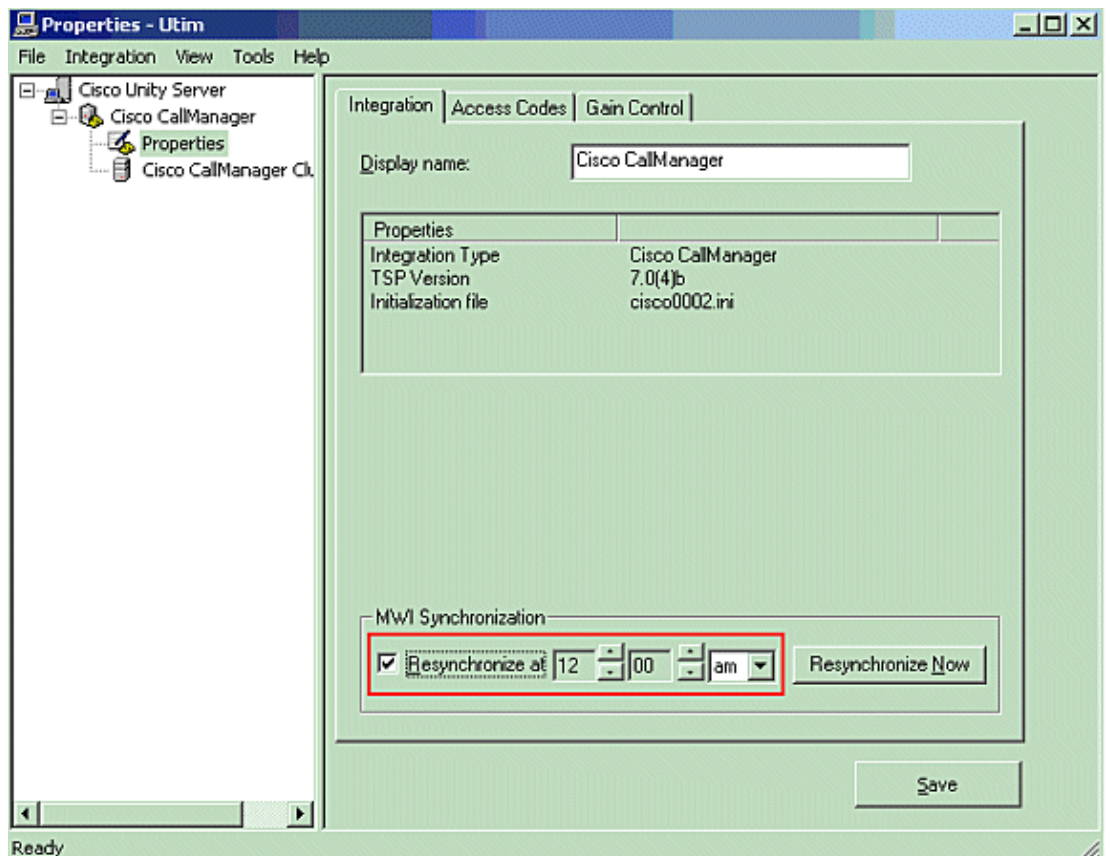 Properties - Utim
File Integration View Tools Help
Cisco Unity Server
Cisco CallManager
Properties
Cisco CallManager Clu
Integration Access Codes Gain Control
Display name: Cisco CallManager
Properties
Integration Type Cisco CallManager
TSP Version 7.0(4)b
Initialization file cisco0002.ini
MWI Synchronization
Resynchronize at 12 00 am Resynchronize Now
Save
Ready